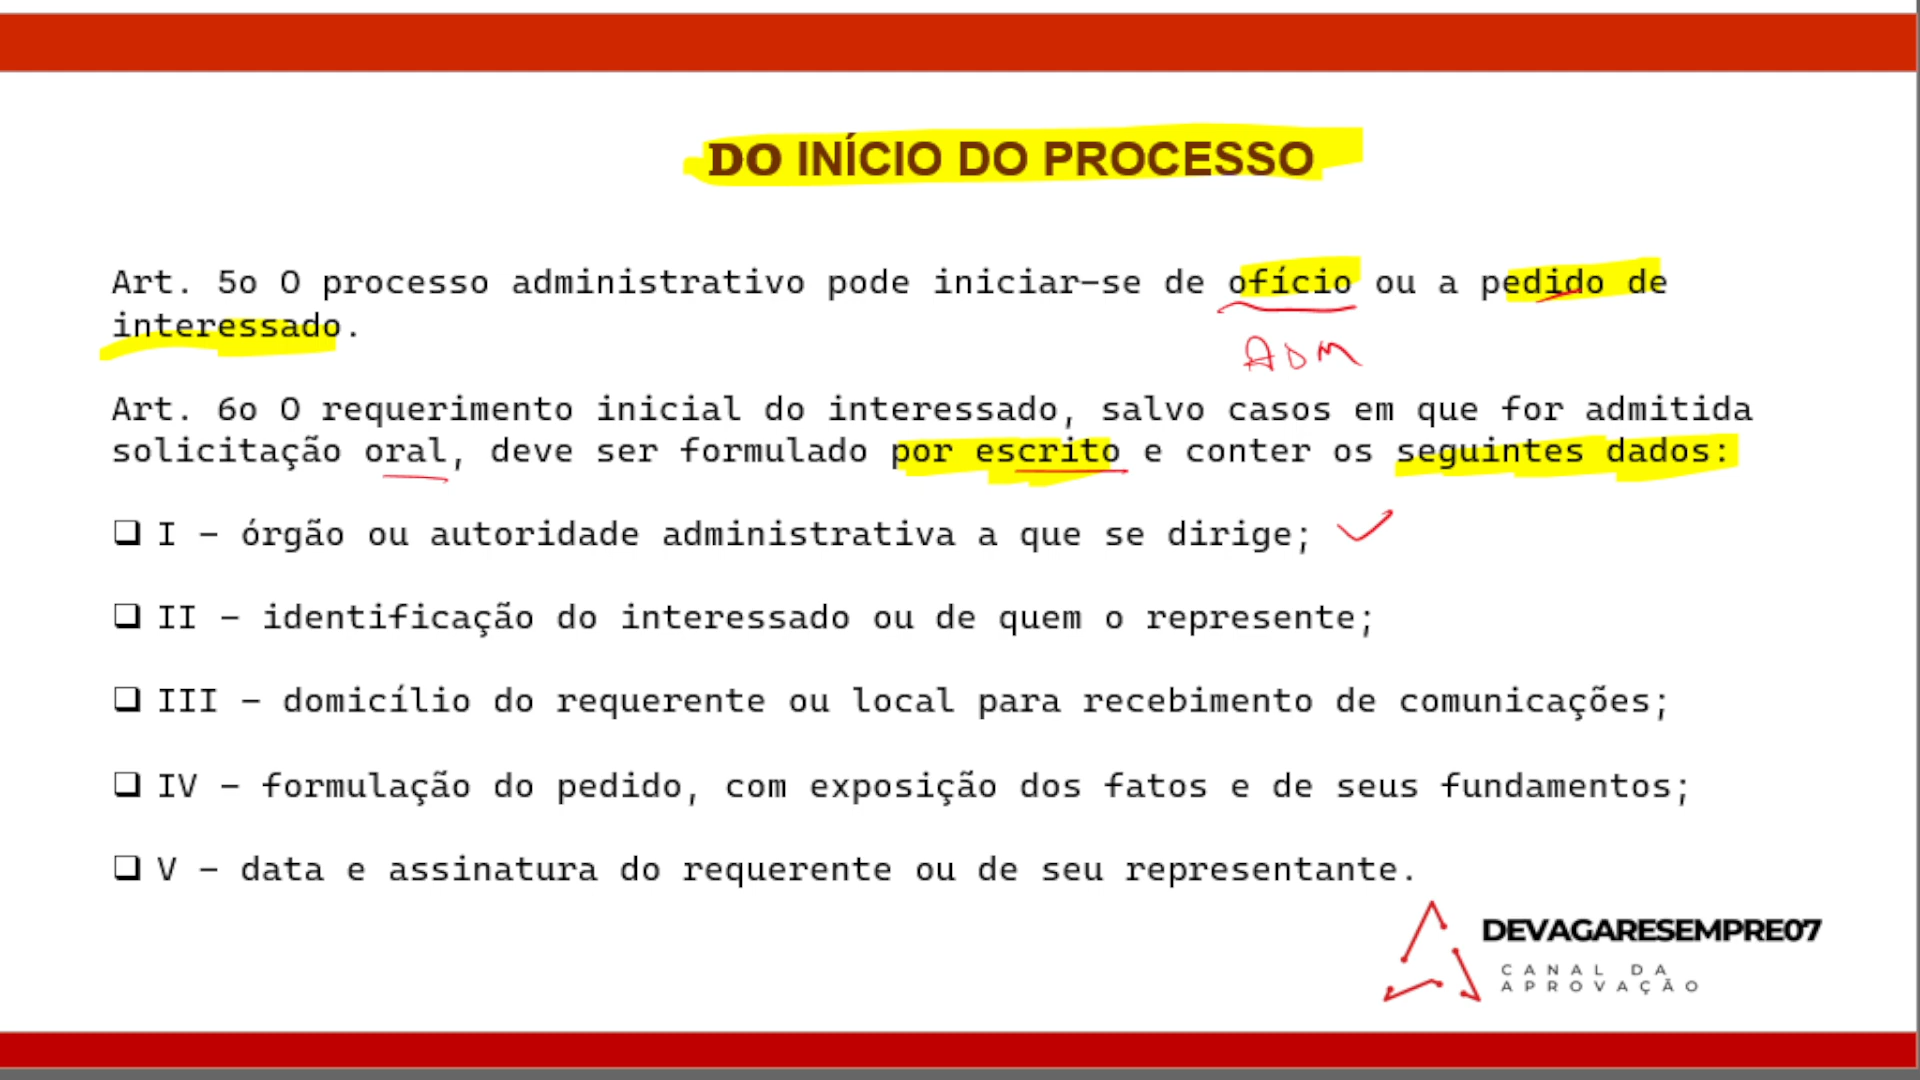 DO INÍCIO DO PROCESSO
Art. 5o O processo administrativo pode iniciar-se de ofício ou a pedido de
interessado.
ADM
Art. 6o O requerimento inicial do interessado, salvo casos em que for admitida
solicitação oral, deve ser formulado por escrito e conter os seguintes dados:
I - órgão ou autoridade administrativa a que se dirige;
II - identificação do interessado ou de quem o represente;
III - domicílio do requerente ou local para recebimento de comunicações;
IV - formulação do pedido, com exposição dos fatos e de seus fundamentos;
V - data e assinatura do requerente ou de seu representante.
DEVAGARESEMPRE07
CANAL DA
APROVAÇÃO